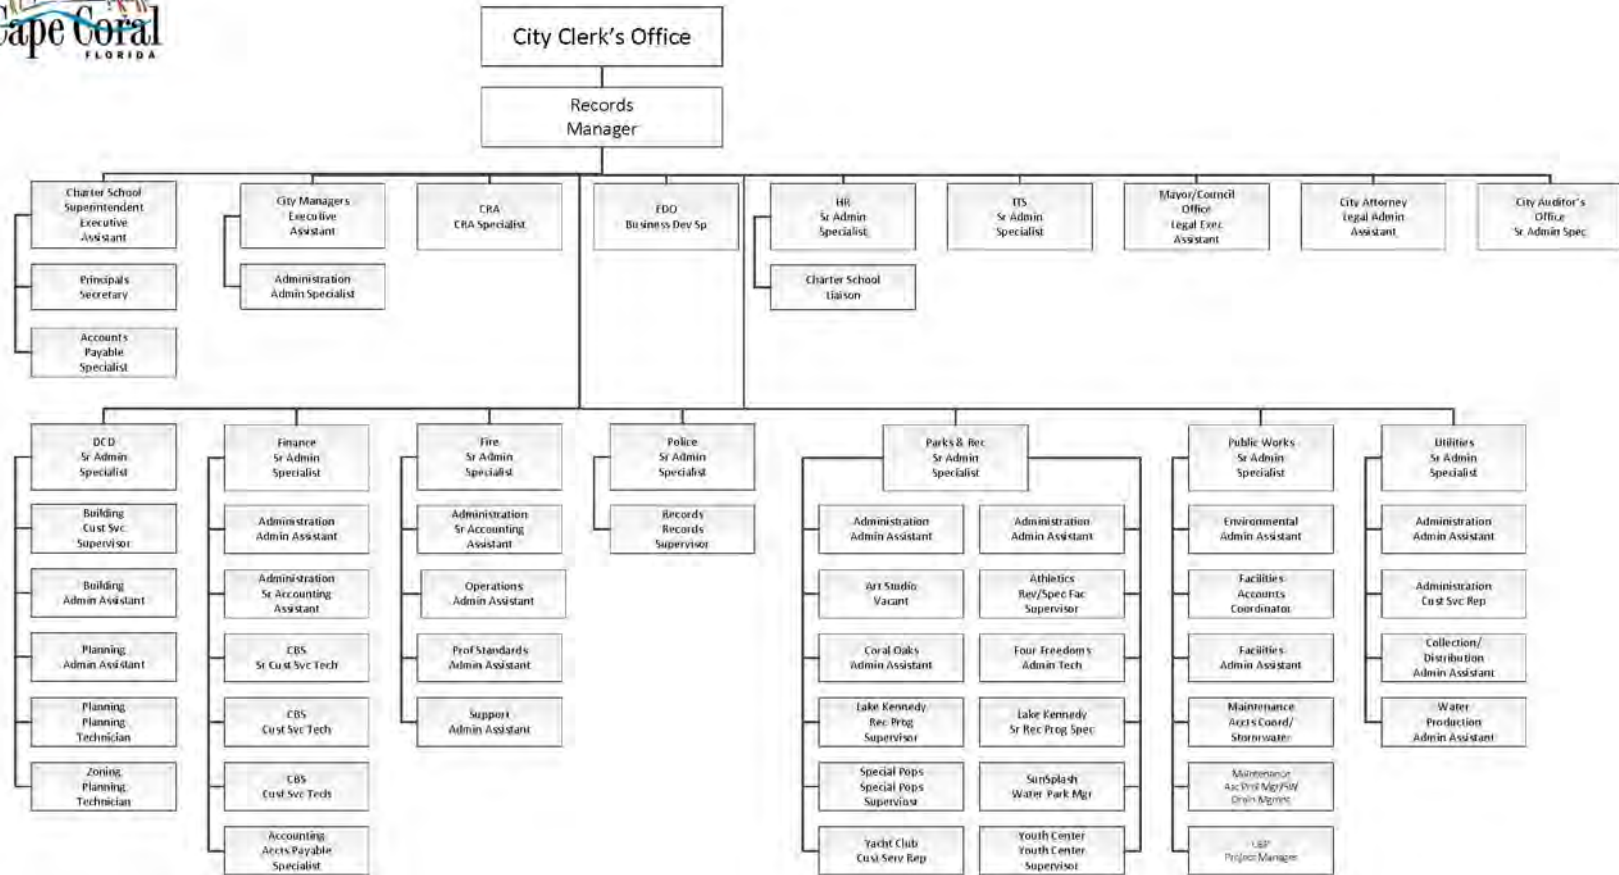 Cape Coral
FLORIDA
City Clerk's Office
Records
Manager
Charter School
Superintendent
Executive
Assistant
City Managers
Executive
Assistant
CRA
CRA Specialist
EDO
Business Dev Sp
HR
Sr Admin
Specialist
ITS
Sr Admin
Specialist
Mayor/Council
Office
Legal Exec
Assistant
City Attorney
Legal Admin
Assistant
City Auditor's
Office
Sr Admin Spec
Principals
Secretary
Administration
Admin Specialist
Charter School
Liaison
Accounts
Payable
Specialist
DCD
Sr Admin
Specialist
Finance
Sr Admin
Specialist
Fire
Sr Admin
Specialist
Police
Sr Admin
Specialist
Parks & Rec
Sr Admin
Specialist
Public Works
Sr Admin
Specialist
Utilities
Sr Admin
Specialist
Building
Cust Svc
Supervisor
Administration
Admin Assistant
Administration
Sr Accounting
Assistant
Records
Records
Supervisor
Administration
Admin Assistant
Administration
Admin Assistant
Environmental
Admin Assistant
Administration
Admin Assistant
Building
Admin Assistant
Administration
Sr Accounting
Assistant
Operations
Admin Assistant
Art Studio
Vacant
Athletics
Rev/Spec Fac
Supervisor
Facilities
Accounts
Coordinator
Administration
Cust Svc Rep
Planning
Admin Assistant
CBS
Sr Cust Svc Tech
Prof Standards
Admin Assistant
Coral Oaks
Admin Assistant
Four Freedoms
Admin Tech
Facilities
Admin Assistant
Collection/
Distribution
Admin Assistant
Planning
Planning
Technician
CBS
Cust Svc Tech
Support
Admin Assistant
Lake Kennedy
Rec Prog
Supervisor
Lake Kennedy
Sr Rec Prog Spec
Maintenance
Accts Coord/
Stormwater
Water
Production
Admin Assistant
Zoning
Planning
Technician
CBS
Cust Svc Tech
Special Pops
Special Pops
Superviosr
SunSplash
Water Park Mgr
Maintenance
Accounting
Accts Payable
Specialist
Yacht Club
Cust Serv Rep
Youth Center
Youth Center
Supervisor
Project Manager